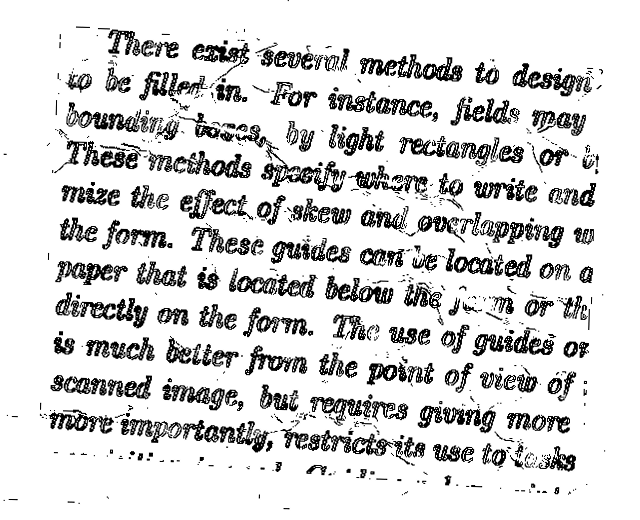 There exist several methods to design
to be filled in. For instance, fields may
bounding boxes, by light rectangles or
These methods specify where to write and
mize the effect of skew and overlapping w
the form. These guides can be located on a
paper that is located below the form or th
directly on the form. The use of guides on
is much better from the point of view of
scanned image, but requires giving more
more importantly, restricts its use to tasks